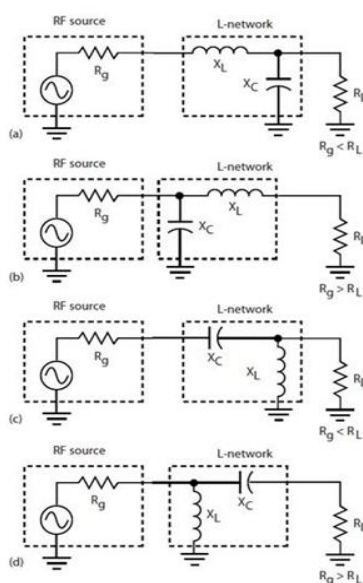 RF source
L-network
Rg
XL
XC
RL
(a)
Rg < RL
RF source
L-network
Rg
XC
XL
RL
(b)
Rg > RL
RF source
L-network
Rg
XC
XL
RL
(c)
Rg < RL
RF source
L-network
Rg
XL
XC
RL
(d)
Rg > RL